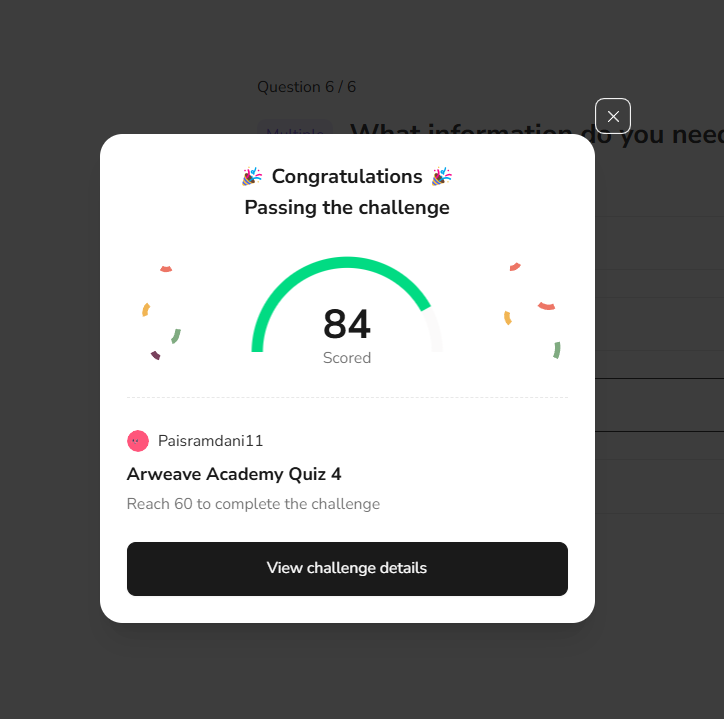 Question 6 / 6
Multiple What information do you need
Congratulations
Passing the challenge
84
Scored
Paisramdani11
Arweave Academy Quiz 4
Reach 60 to complete the challenge
View challenge details